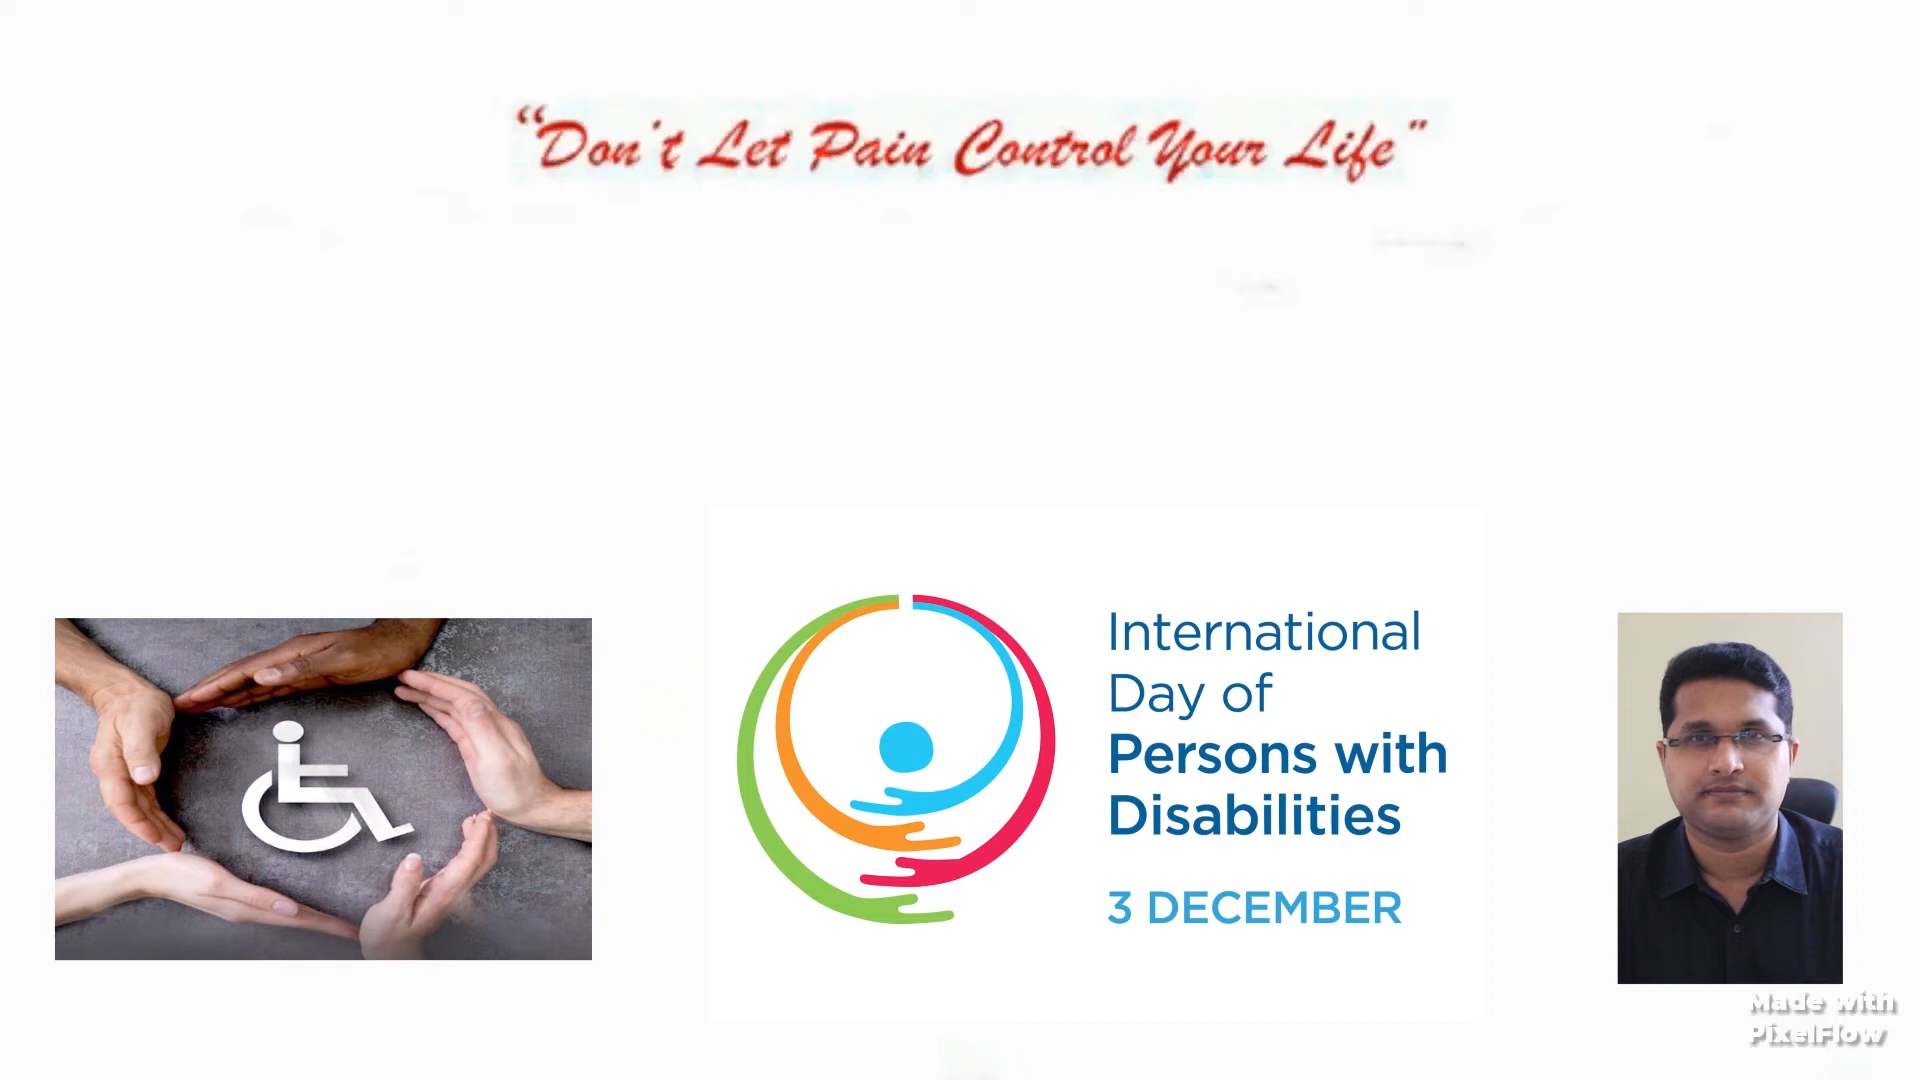 “Don't Let Pain Control Your Life”
International
Day of
Persons with
Disabilities
3 DECEMBER
Made with
PixelFlow